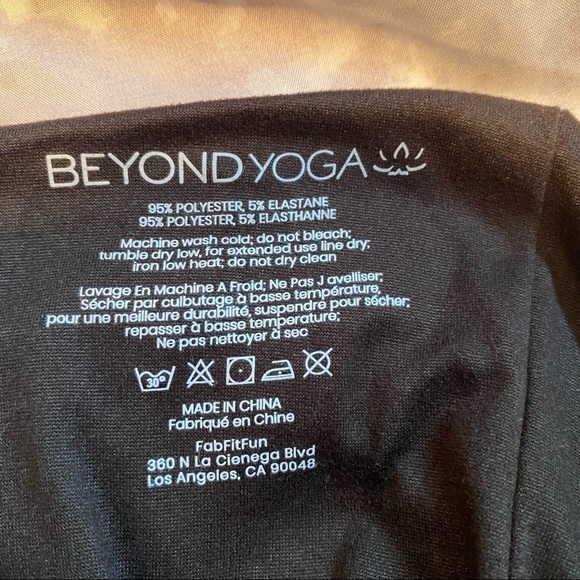 BEYOND YOGA
95% POLYESTER, 5% ELASTANE
95% POLYESTER, 5% ELASTHANNE
Machine wash cold; do not bleach;
tumble dry low, for extended use line dry;
iron low heat; do not dry clean
Lavage En Machine A Froid; Ne Pas J avelliser;
Sécher par culbutage à basse température,
pour une meilleure durabilité, suspendre pour sécher;
repasser à basse temperature;
Ne pas nettoyer à sec
30°
MADE IN CHINA
Fabriqué en Chine
FabFitFun
360 N La Cienega Blvd
Los Angeles, CA 90048